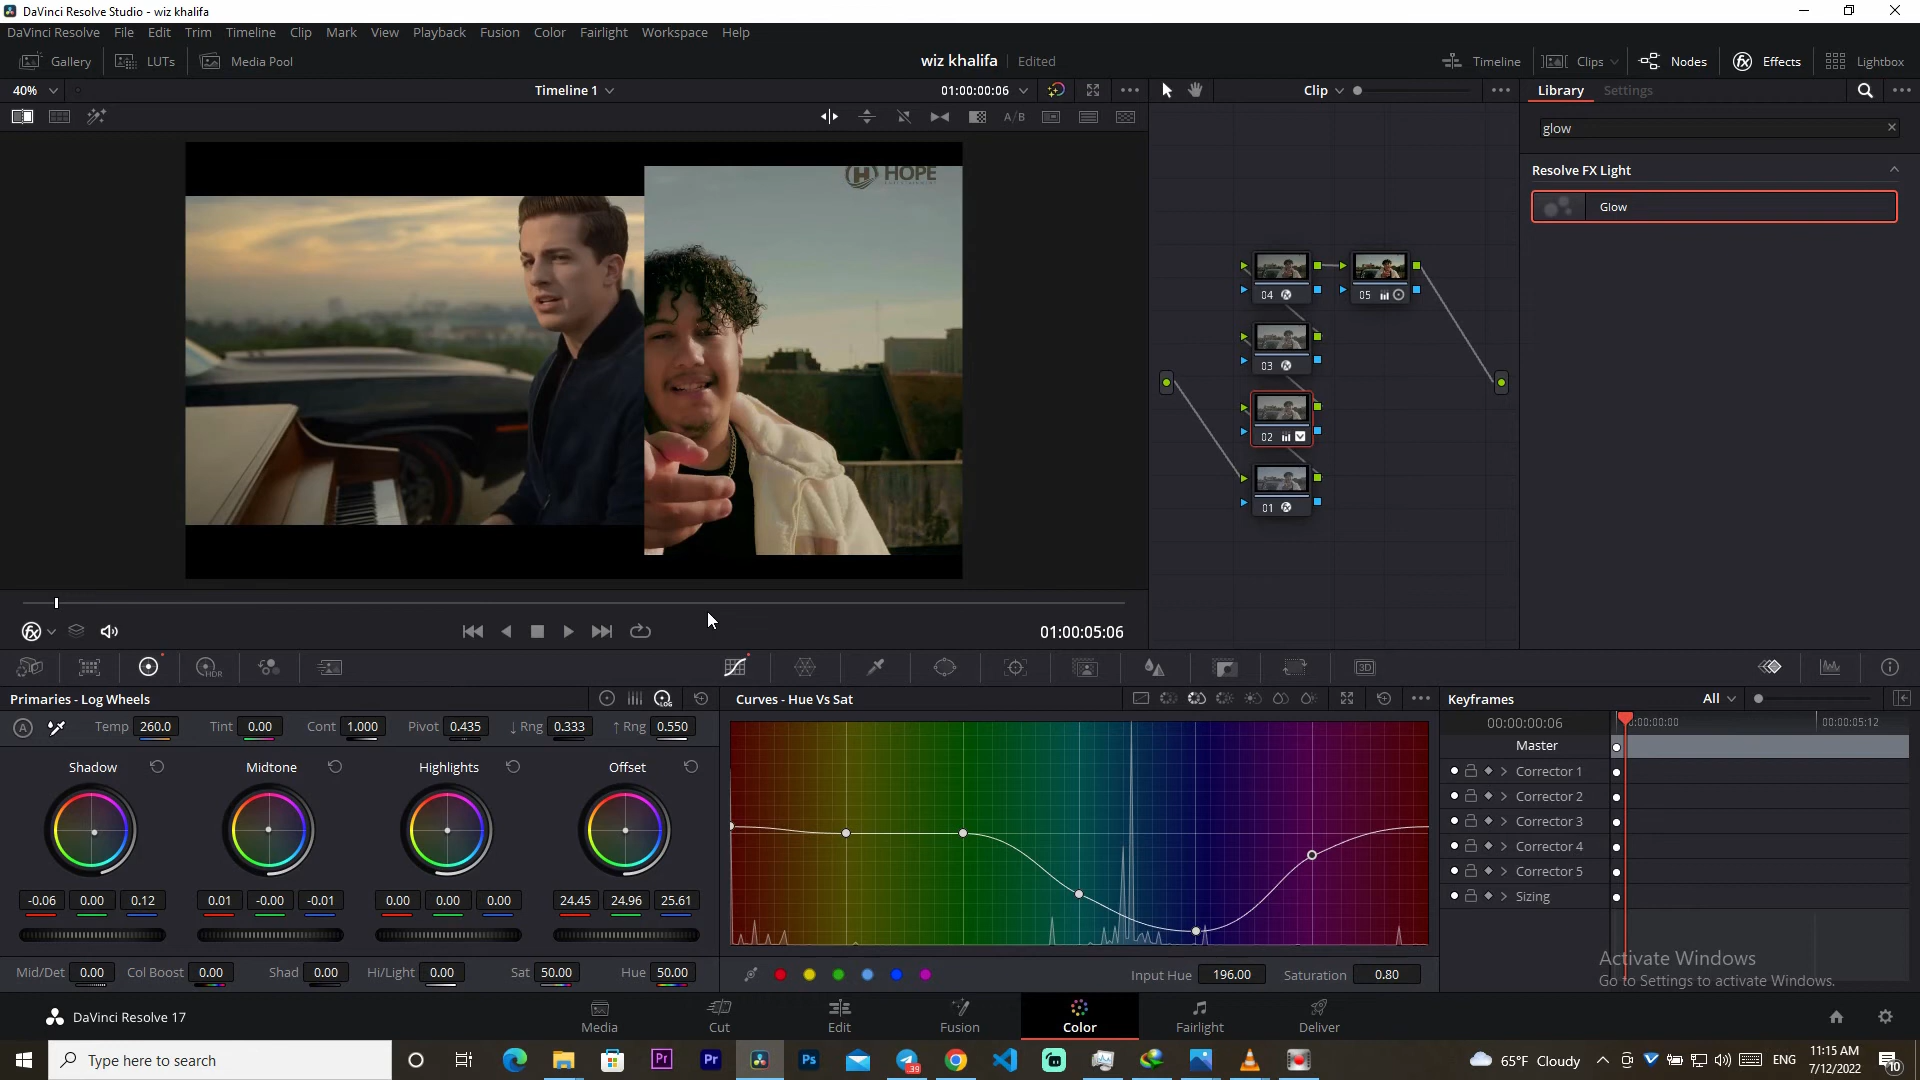 DaVinci Resolve Studio - wiz khalifa
DaVinci Resolve File Edit Trim Timeline Clip Mark View Playback Fusion Color Fairlight Workspace Help
Gallery LUTs Media Pool wiz khalifa Edited Timeline Clips Nodes Effects Lightbox
40% Timeline 1 01:00:00:06 Clip Library Settings
A/B
glow
Resolve FX Light
Glow
HOPE
04 05
03
02
01
01:00:05:06
HDR
LOG
3D
Primaries - Log Wheels Curves - Hue Vs Sat Keyframes All
Temp 260.0 Tint 0.00 Cont 1.000 Pivot 0.435 ↓ Rng 0.333 ↑ Rng 0.550
00:00:00:06 00:00:00:00 00:00:05:12
Master
Shadow Midtone Highlights Offset
Corrector 1
Corrector 2
Corrector 3
Corrector 4
Corrector 5
Sizing
-0.06 0.00 0.12 0.01 -0.00 -0.01 0.00 0.00 0.00 24.45 24.96 25.61
Mid/Det 0.00 Col Boost 0.00 Shad 0.00 Hi/Light 0.00 Sat 50.00 Hue 50.00
Input Hue 196.00 Saturation 0.80
Activate Windows
Go to Settings to activate Windows.
DaVinci Resolve 17 Media Cut Edit Fusion Color Fairlight Deliver
Type here to search
Pr Pr Ps
39
65°F Cloudy ENG 11:15 AM
7/12/2022
10